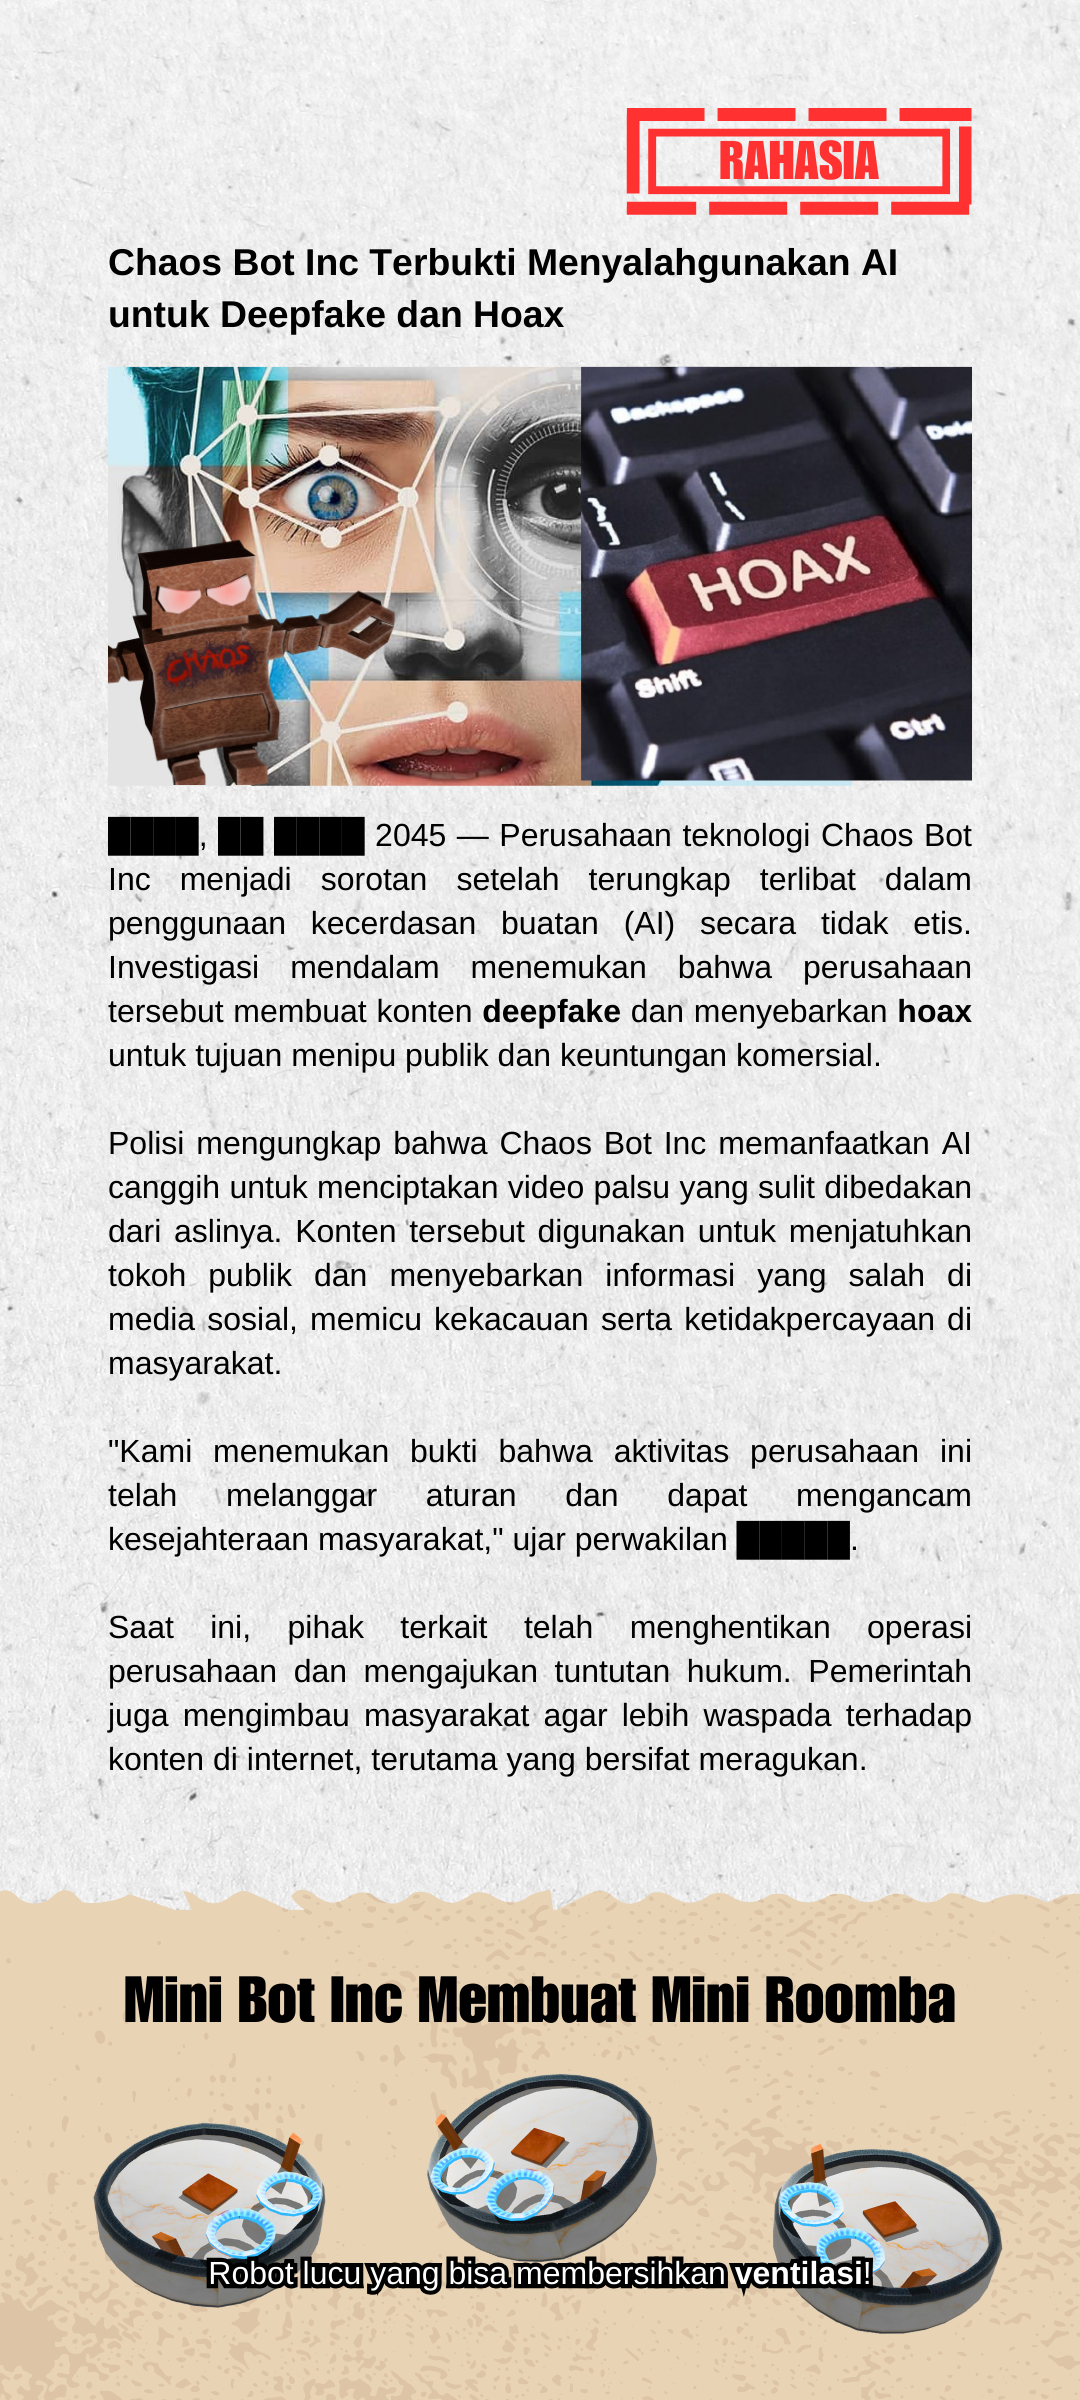 RAHASIA
Chaos Bot Inc Terbukti Menyalahgunakan AI
untuk Deepfake dan Hoax
Backspace
Dele
}
]
|
\
HOAX
CHAOS
Shift
Ctrl
████, ██ ████ 2045 — Perusahaan teknologi Chaos Bot
Inc menjadi sorotan setelah terungkap terlibat dalam
penggunaan kecerdasan buatan (AI) secara tidak etis.
Investigasi mendalam menemukan bahwa perusahaan
tersebut membuat konten deepfake dan menyebarkan hoax
untuk tujuan menipu publik dan keuntungan komersial.
Polisi mengungkap bahwa Chaos Bot Inc memanfaatkan AI
canggih untuk menciptakan video palsu yang sulit dibedakan
dari aslinya. Konten tersebut digunakan untuk menjatuhkan
tokoh publik dan menyebarkan informasi yang salah di
media sosial, memicu kekacauan serta ketidakpercayaan di
masyarakat.
"Kami menemukan bukti bahwa aktivitas perusahaan ini
telah melanggar aturan dan dapat mengancam
kesejahteraan masyarakat," ujar perwakilan █████.
Saat ini, pihak terkait telah menghentikan operasi
perusahaan dan mengajukan tuntutan hukum. Pemerintah
juga mengimbau masyarakat agar lebih waspada terhadap
konten di internet, terutama yang bersifat meragukan.
Mini Bot Inc Membuat Mini Roomba
Robot lucu yang bisa membersihkan ventilasi!